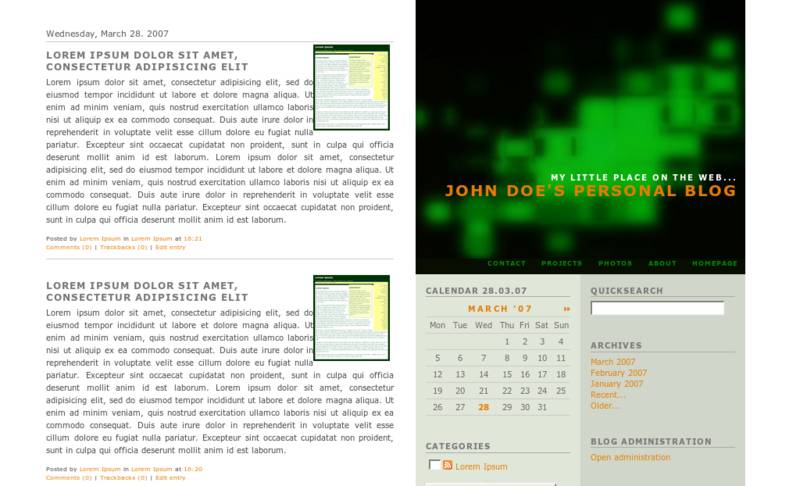 Wednesday, March 28. 2007
LOREM IPSUM DOLOR SIT AMET,
CONSECTETUR ADIPISICING ELIT
Lorem ipsum dolor sit amet, consectetur adipisicing elit, sed do
eiusmod tempor incididunt ut labore et dolore magna aliqua. Ut
enim ad minim veniam, quis nostrud exercitation ullamco laboris
nisi ut aliquip ex ea commodo consequat. Duis aute irure dolor in
reprehenderit in voluptate velit esse cillum dolore eu fugiat nulla
pariatur. Excepteur sint occaecat cupidatat non proident, sunt in culpa qui officia
deserunt mollit anim id est laborum. Lorem ipsum dolor sit amet, consectetur
adipisicing elit, sed do eiusmod tempor incididunt ut labore et dolore magna aliqua.
Ut enim ad minim veniam, quis nostrud exercitation ullamco laboris nisi ut aliquip
ex ea commodo consequat. Duis aute irure dolor in reprehenderit in voluptate velit esse
cillum dolore eu fugiat nulla pariatur. Excepteur sint occaecat cupidatat non proident,
sunt in culpa qui officia deserunt mollit anim id est laborum.
Posted by Lorem Ipsum in Lorem Ipsum at 16:21
Comments (0) | Trackbacks (0) | Edit entry
LOREM IPSUM DOLOR SIT AMET,
CONSECTETUR ADIPISICING ELIT
Lorem ipsum dolor sit amet, consectetur adipisicing elit, sed do
eiusmod tempor incididunt ut labore et dolore magna aliqua. Ut
enim ad minim veniam, quis nostrud exercitation ullamco laboris
nisi ut aliquip ex ea commodo consequat. Duis aute irure dolor in
reprehenderit in voluptate velit esse cillum dolore eu fugiat nulla
pariatur. Excepteur sint occaecat cupidatat non proident, sunt in culpa qui officia
deserunt mollit anim id est laborum. Lorem ipsum dolor sit amet, consectetur
adipisicing elit, sed do eiusmod tempor incididunt ut labore et dolore magna aliqua. Ut
enim ad minim veniam, quis nostrud exercitation ullamco laboris nisi ut aliquip ex ea
commodo consequat. Duis aute irure dolor in reprehenderit in voluptate velit esse cillum
dolore eu fugiat nulla pariatur. Excepteur sint occaecat cupidatat non proident,
sunt in culpa qui officia deserunt mollit anim id est laborum.
Posted by Lorem Ipsum in Lorem Ipsum at 16:20
Comments (0) | Trackbacks (0) | Edit entry
MY LITTLE PLACE ON THE WEB...
JOHN DOE'S PERSONAL BLOG
CONTACT PROJECTS PHOTOS ABOUT HOMEPAGE
CALENDAR 28.03.07
MARCH '07 »
Mon Tue Wed Thu Fri Sat Sun
1 2 3 4
5 6 7 8 9 10 11
12 13 14 15 16 17 18
19 20 21 22 23 24 25
26 27 28 29 30 31
CATEGORIES
Lorem Ipsum
QUICKSEARCH
ARCHIVES
March 2007
February 2007
January 2007
Recent...
Older...
BLOG ADMINISTRATION
Open administration